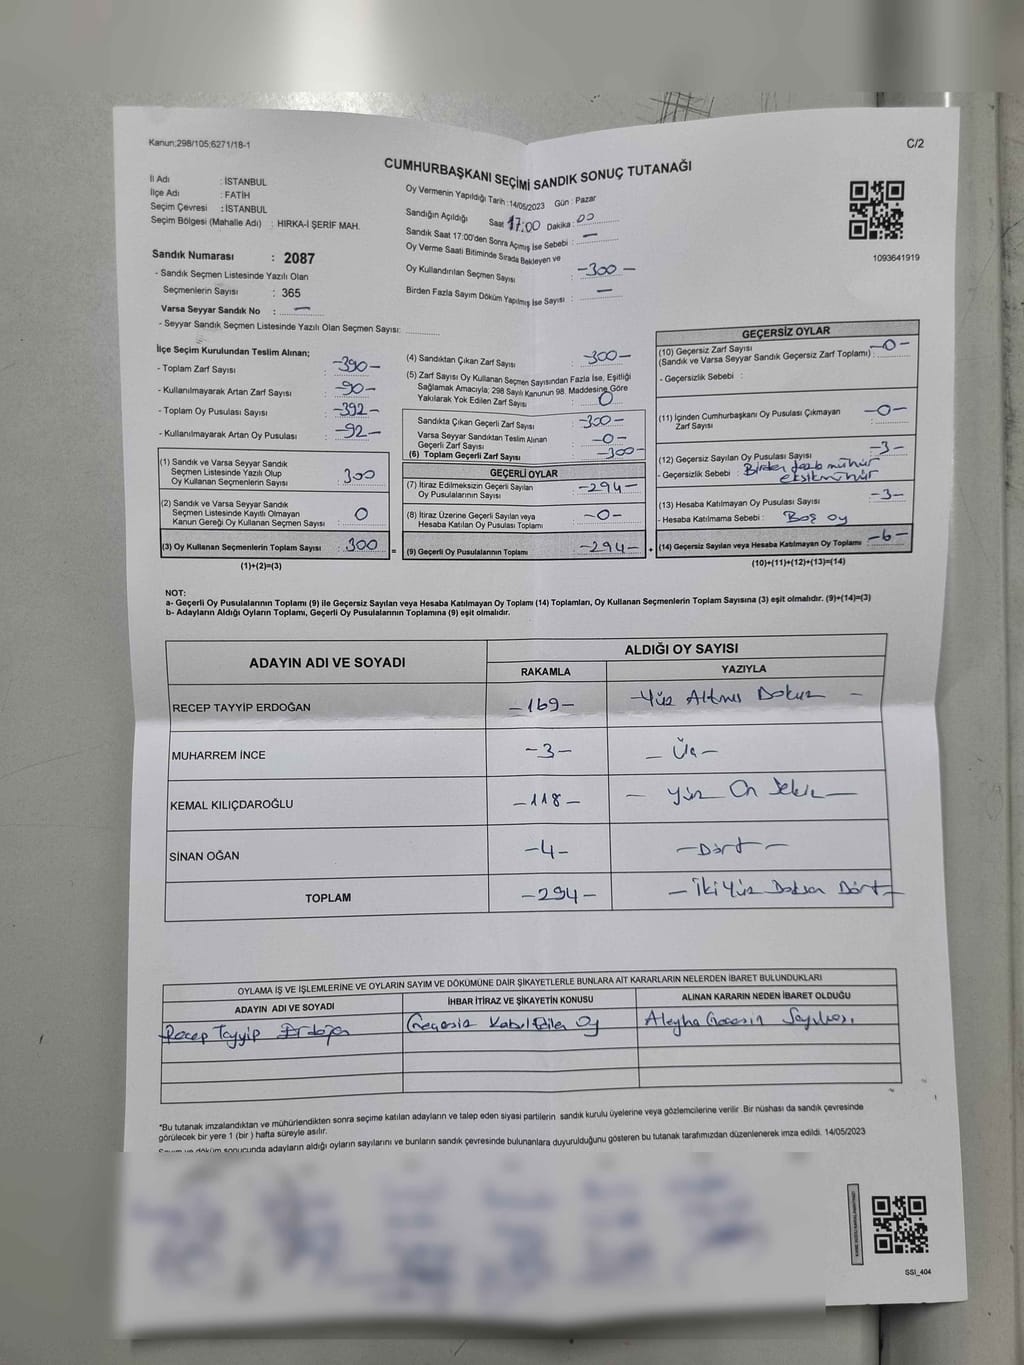 Kanun;298/105;6271/18-1
C/2
CUMHURBAŞKANI SEÇİMİ SANDIK SONUÇ TUTANAĞI
İl Adı : İSTANBUL
İlçe Adı : FATİH
Seçim Çevresi : İSTANBUL
Seçim Bölgesi (Mahalle Adı) : HIRKA-İ ŞERİF MAH.
Sandık Numarası : 2087
- Sandık Seçmen Listesinde Yazılı Olan
Seçmenlerin Sayısı : 365
Varsa Seyyar Sandık No : —
- Seyyar Sandık Seçmen Listesinde Yazılı Olan Seçmen Sayısı:
Oy Vermenin Yapıldığı Tarih :14/05/2023 Gün : Pazar
Sandığın Açıldığı Saat 17:00 Dakika : 00
Sandık Saat 17:00'den Sonra Açmış İse Sebebi : —
Oy Verme Saati Bitiminde Sırada Bekleyen ve
Oy Kullandırılan Seçmen Sayısı : -300-
Birden Fazla Sayım Döküm Yapılmış İse Sayısı : —
1093641919
İlçe Seçim Kurulundan Teslim Alınan;
- Toplam Zarf Sayısı : -390-
- Kullanılmayarak Artan Zarf Sayısı : -90-
- Toplam Oy Pusulası Sayısı : -392-
- Kullanılmayarak Artan Oy Pusulası : -92-
(1) Sandık ve Varsa Seyyar Sandık
Seçmen Listesinde Yazılı Olup
Oy Kullanan Seçmenlerin Sayısı : 300
(2) Sandık ve Varsa Seyyar Sandık
Seçmen Listesinde Kayıtlı Olmayan
Kanun Gereği Oy Kullanan Seçmen Sayısı : 0
(3) Oy Kullanan Seçmenlerin Toplam Sayısı : 300
(1)+(2)=(3)
=
(4) Sandıktan Çıkan Zarf Sayısı : -300-
(5) Zarf Sayısı Oy Kullanan Seçmen Sayısından Fazla İse, Eşitliği
Sağlamak Amacıyla; 298 Sayılı Kanunun 98. Maddesine Göre
Yakılarak Yok Edilen Zarf Sayısı : 0
Sandıkta Çıkan Geçerli Zarf Sayısı : -300-
Varsa Seyyar Sandıktan Teslim Alınan
Geçerli Zarf Sayısı : -0-
(6) Toplam Geçerli Zarf Sayısı : -300-
GEÇERLİ OYLAR
(7) İtiraz Edilmeksizin Geçerli Sayılan
Oy Pusulalarının Sayısı : -294-
(8) İtiraz Üzerine Geçerli Sayılan veya
Hesaba Katılan Oy Pusulası Toplamı : -0-
(9) Geçerli Oy Pusulalarının Toplamı : -294-
+
GEÇERSİZ OYLAR
(10) Geçersiz Zarf Sayısı
(Sandık ve Varsa Seyyar Sandık Geçersiz Zarf Toplamı) : -0-
- Geçersizlik Sebebi :
(11) İçinden Cumhurbaşkanı Oy Pusulası Çıkmayan
Zarf Sayısı : -0-
(12) Geçersiz Sayılan Oy Pusulası Sayısı : -3-
- Geçersizlik Sebebi : Birden fazla mühür
eksikmühür
(13) Hesaba Katılmayan Oy Pusulası Sayısı : -3-
- Hesaba Katılmama Sebebi : Boş oy
(14) Geçersiz Sayılan veya Hesaba Katılmayan Oy Toplamı : -6-
(10)+(11)+(12)+(13)=(14)
NOT:
a- Geçerli Oy Pusulalarının Toplamı (9) ile Geçersiz Sayılan veya Hesaba Katılmayan Oy Toplamı (14) Toplamları, Oy Kullanan Seçmenlerin Toplam Sayısına (3) eşit olmalıdır. (9)+(14)=(3)
b- Adayların Aldığı Oyların Toplamı, Geçerli Oy Pusulalarının Toplamına (9) eşit olmalıdır.
ADAYIN ADI VE SOYADI
ALDIĞI OY SAYISI
RAKAMLA YAZIYLA
RECEP TAYYİP ERDOĞAN -169- -Yüz Altmış Dokuz -
MUHARREM İNCE -3- - Üç -
KEMAL KILIÇDAROĞLU -118- - Yüz On Sekiz -
SİNAN OĞAN -4- -Dört-
TOPLAM -294- - İkiYüz Doksan Dört-
OYLAMA İŞ VE İŞLEMLERİNE VE OYLARIN SAYIM VE DÖKÜMÜNE DAİR ŞİKAYETLERLE BUNLARA AİT KARARLARIN NELERDEN İBARET BULUNDUKLARI
ADAYIN ADI VE SOYADI İHBAR İTİRAZ VE ŞİKAYETİN KONUSU ALINAN KARARIN NEDEN İBARET OLDUĞU
Recep Tayyip Erdoğan Geçersiz Kabul Edilen Oy
*Bu tutanak imzalandıktan ve mühürlendikten sonra seçime katılan adayların ve talep eden siyasi partilerin sandık kurulu üyelerine veya gözlemcilerine verilir. Bir nüshası da sandık çevresinde
görülecek bir yere 1 (bir ) hafta süreyle asılır.
Sayım ve döküm sonucunda adayların aldığı oyların sayılarını ve bunların sandık çevresinde bulunanlara duyurulduğunu gösteren bu tutanak tarafımızdan düzenlenerek imza edildi. 14/05/2023
SSI_404